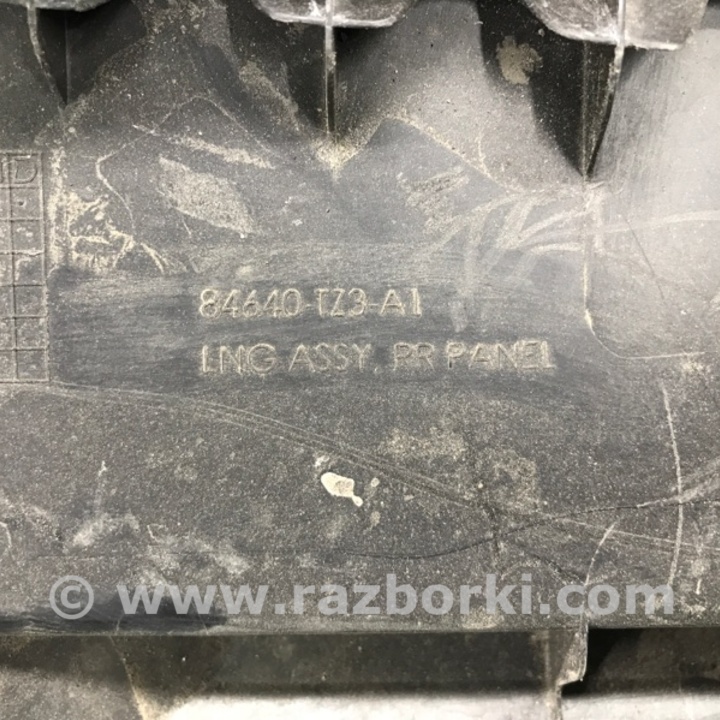 84640-TZ3-A1
LNG ASSY, RR PANEL
© www.razborki.com